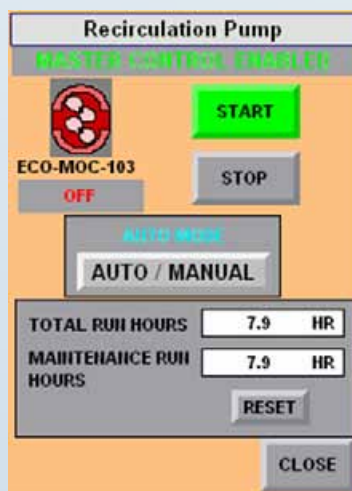 Recirculation Pump
MASTER CONTROL ENABLED
START
ECO-MOC-103
OFF
STOP
AUTO MODE
AUTO / MANUAL
TOTAL RUN HOURS 7.9 HR
MAINTENANCE RUN HOURS 7.9 HR
RESET
CLOSE